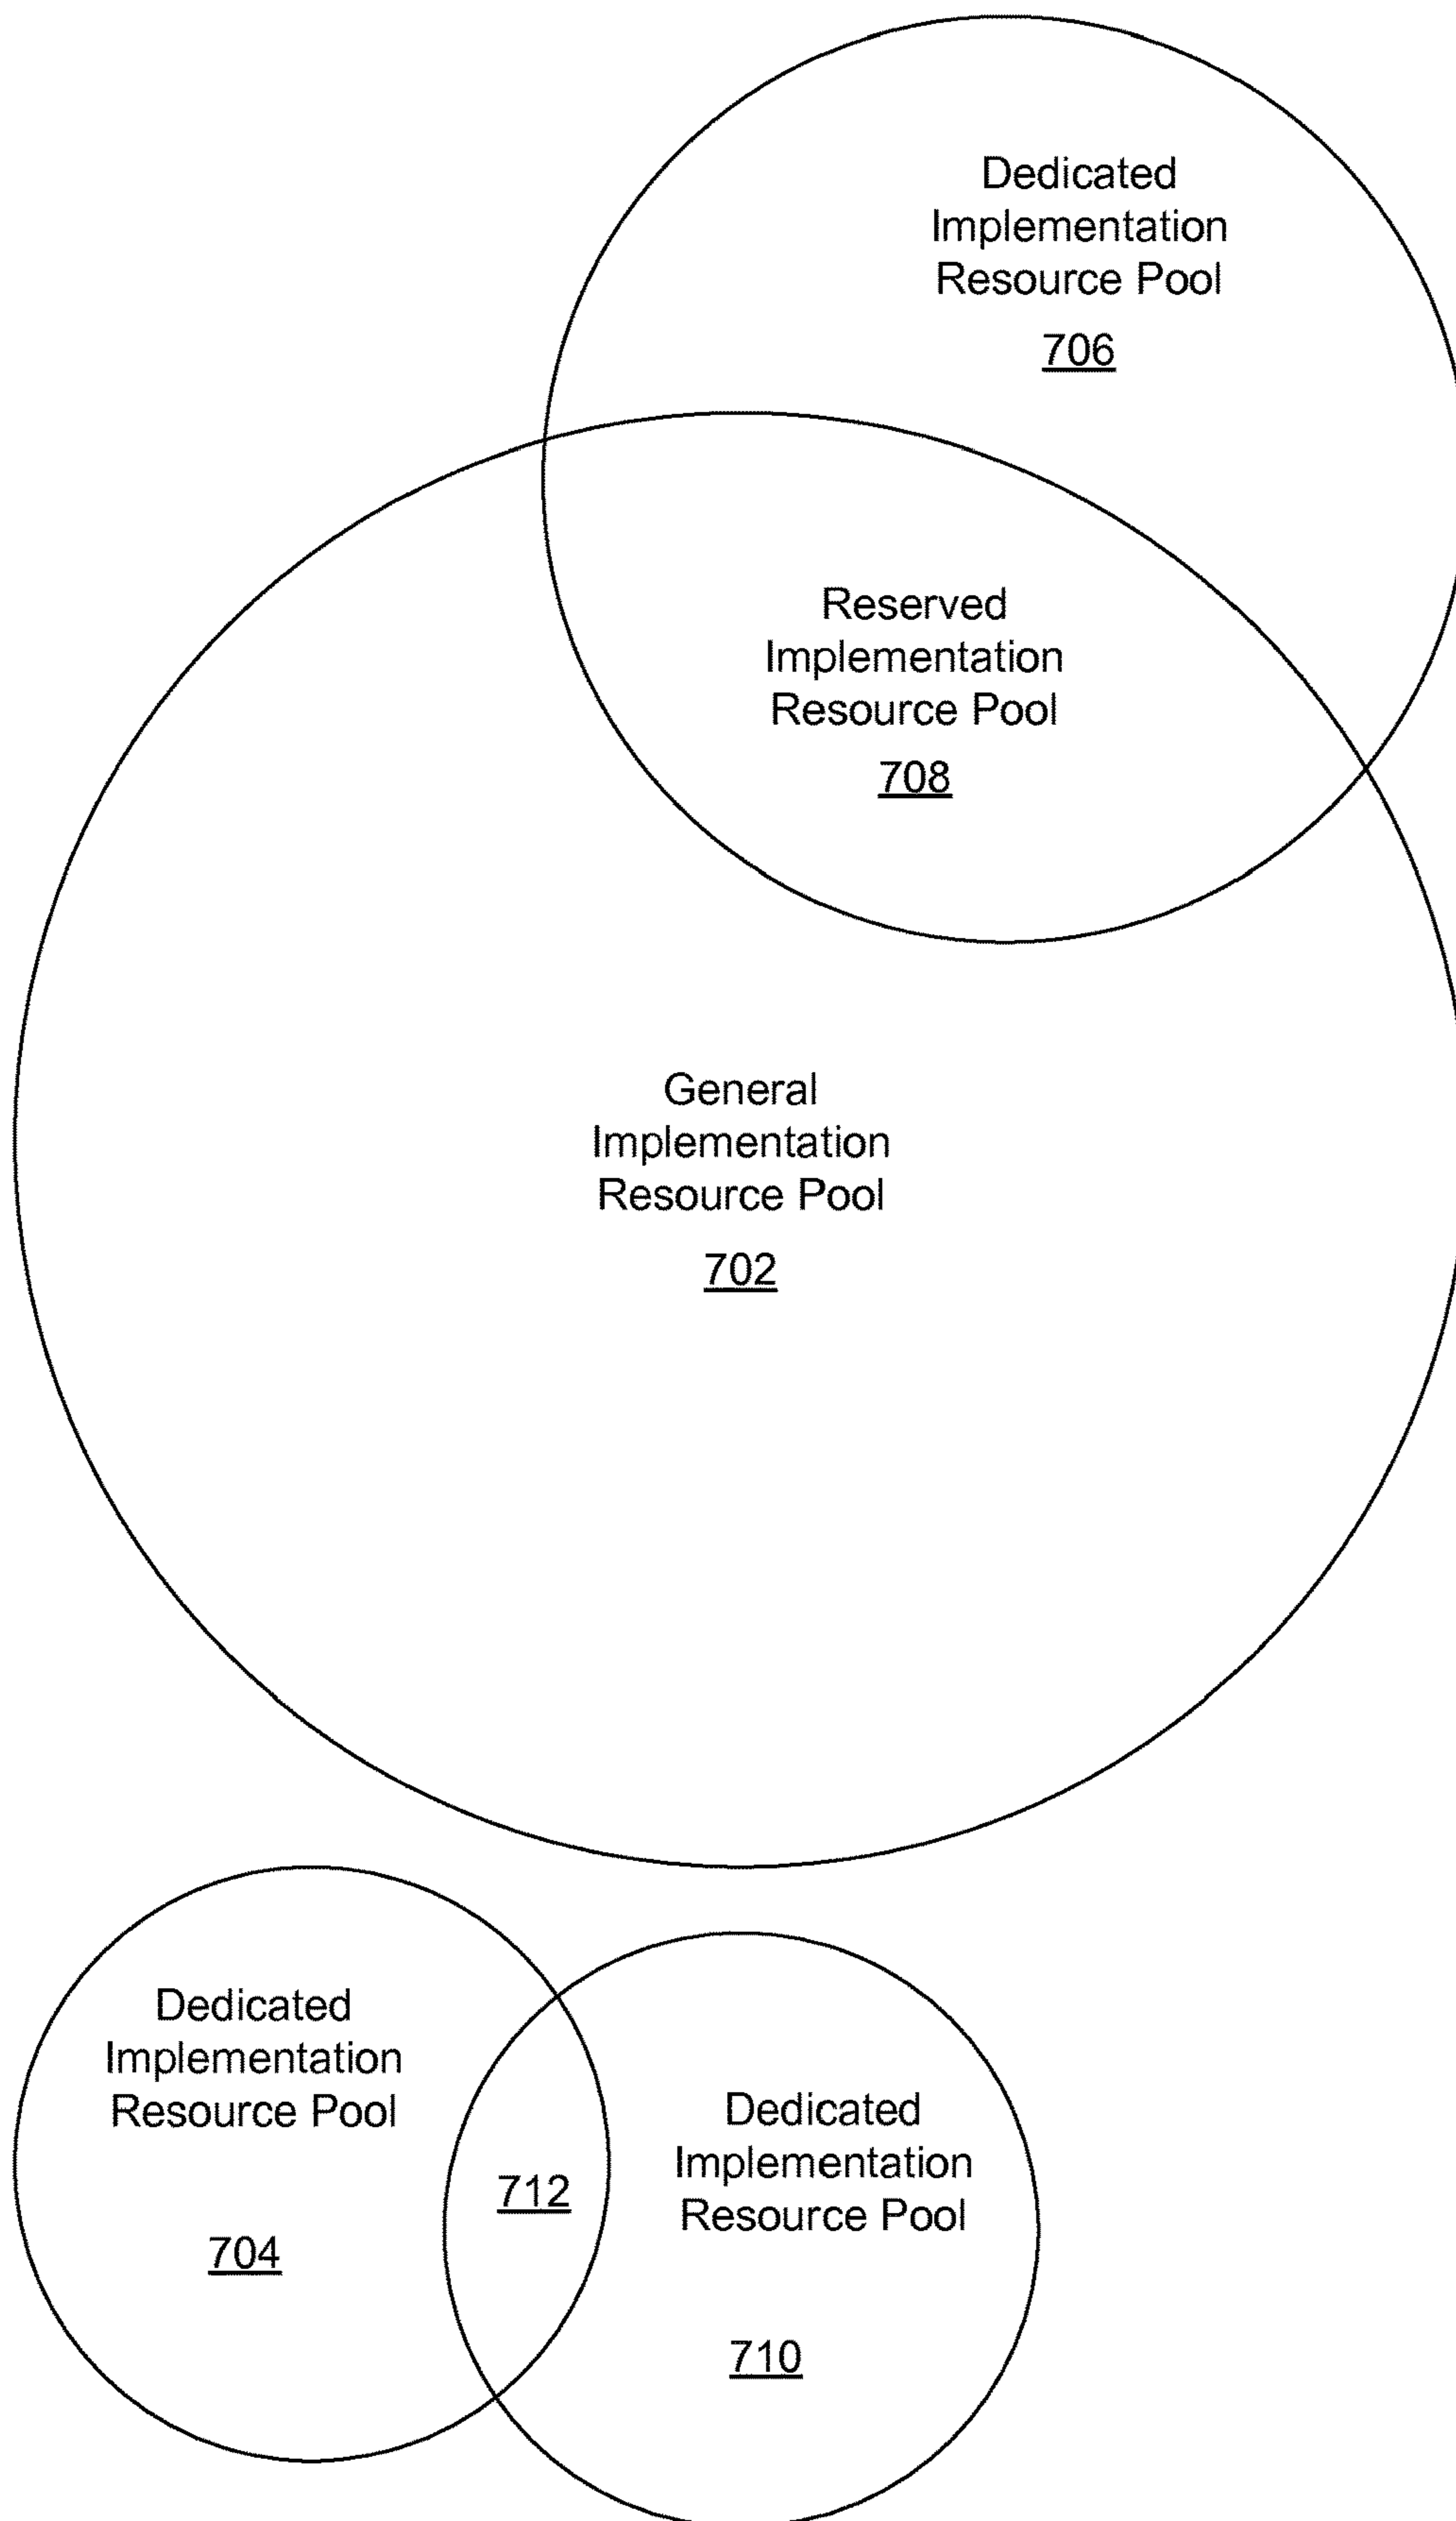 Dedicated
Implementation
Resource Pool
706
Reserved
Implementation
Resource Pool
708
General
Implementation
Resource Pool
702
Dedicated
Implementation
Resource Pool
704
712
Dedicated
Implementation
Resource Pool
710